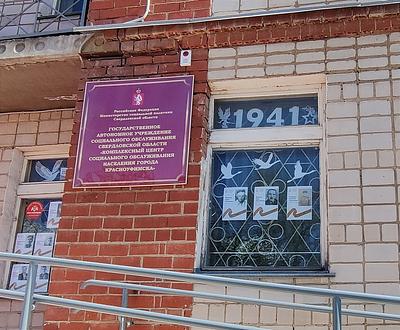 Российская Федерация
Министерство социальной политики
Свердловской области
ГОСУДАРСТВЕННОЕ
АВТОНОМНОЕ УЧРЕЖДЕНИЕ
СОЦИАЛЬНОГО ОБСЛУЖИВАНИЯ
СВЕРДЛОВСКОЙ ОБЛАСТИ
«КОМПЛЕКСНЫЙ ЦЕНТР
СОЦИАЛЬНОГО ОБСЛУЖИВАНИЯ
НАСЕЛЕНИЯ ГОРОДА
КРАСНОУФИМСКА»
1941